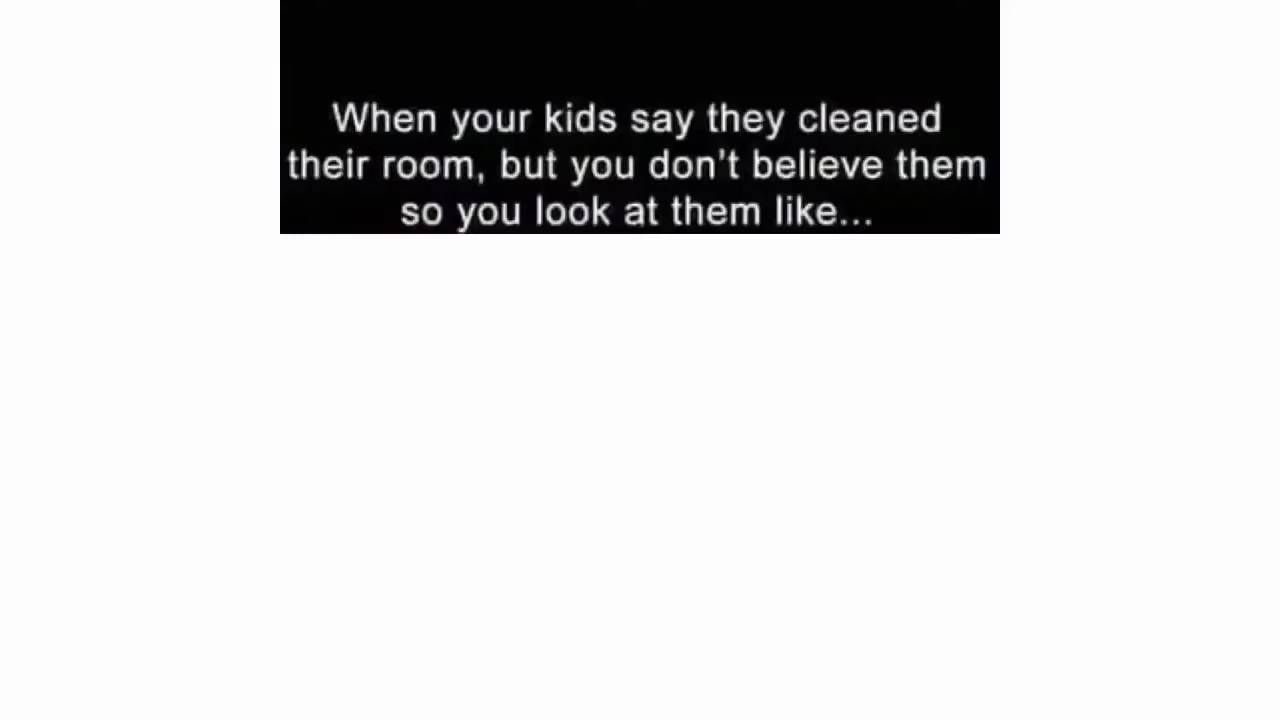 When your kids say they cleaned
their room, but you don't believe them
so you look at them like...